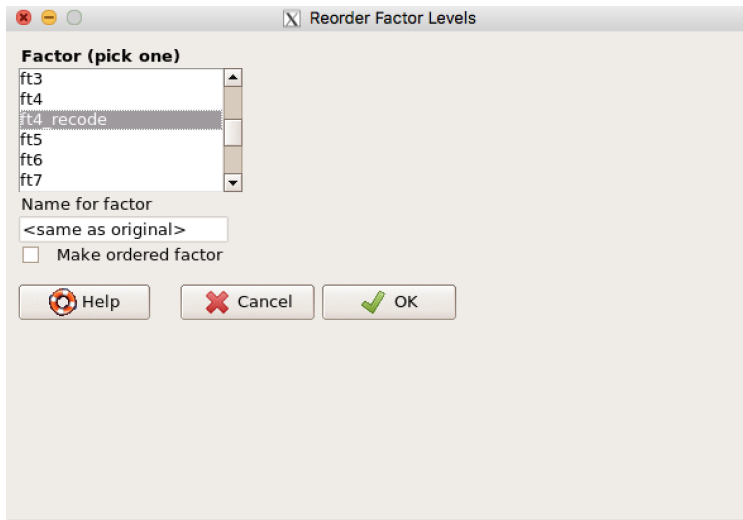 Reorder Factor Levels
Factor (pick one)
ft3
ft4
ft4_recode
ft5
ft6
ft7
Name for factor
<same as original>
Make ordered factor
Help Cancel OK